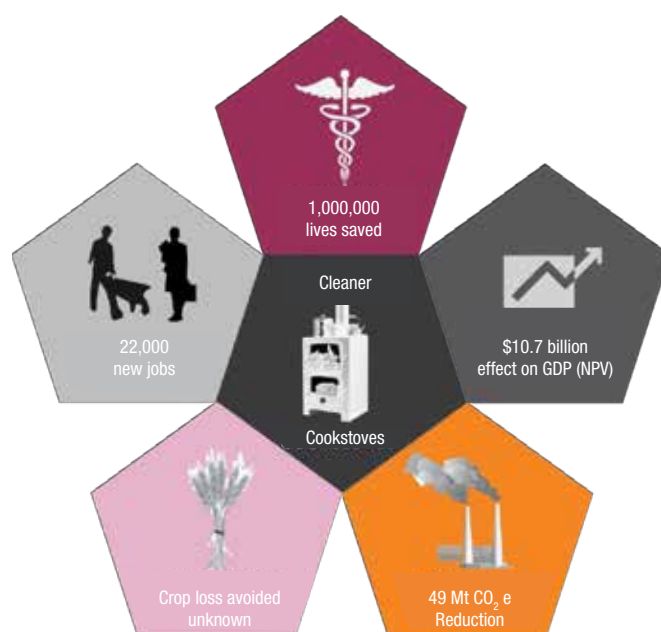 1,000,000
lives saved
Cleaner
22,000
new jobs
$10.7 billion
effect on GDP (NPV)
Cookstoves
Crop loss avoided
unknown
49 Mt CO₂ e
Reduction